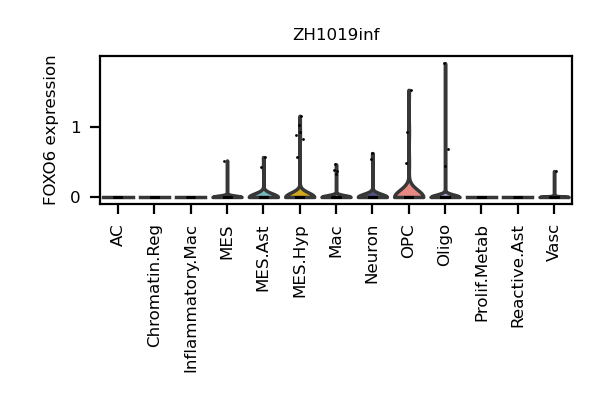 ZH1019inf
FOXO6 expression
1
0
AC
Chromatin.Reg
Inflammatory.Mac
MES
MES.Ast
MES.Hyp
Mac
Neuron
OPC
Oligo
Prolif.Metab
Reactive.Ast
Vasc